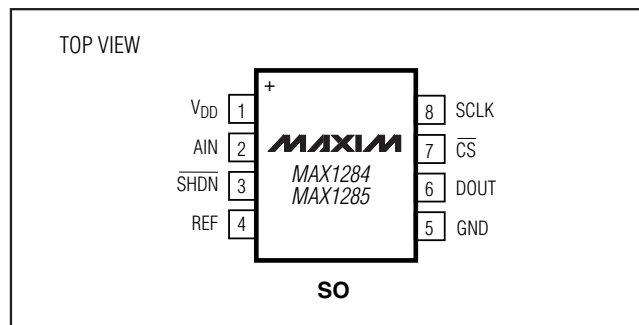 TOP VIEW
+
VDD 1
AIN 2
SHDN 3
REF 4
MAXIM
MAX1284
MAX1285
8 SCLK
7 CS
6 DOUT
5 GND
SO